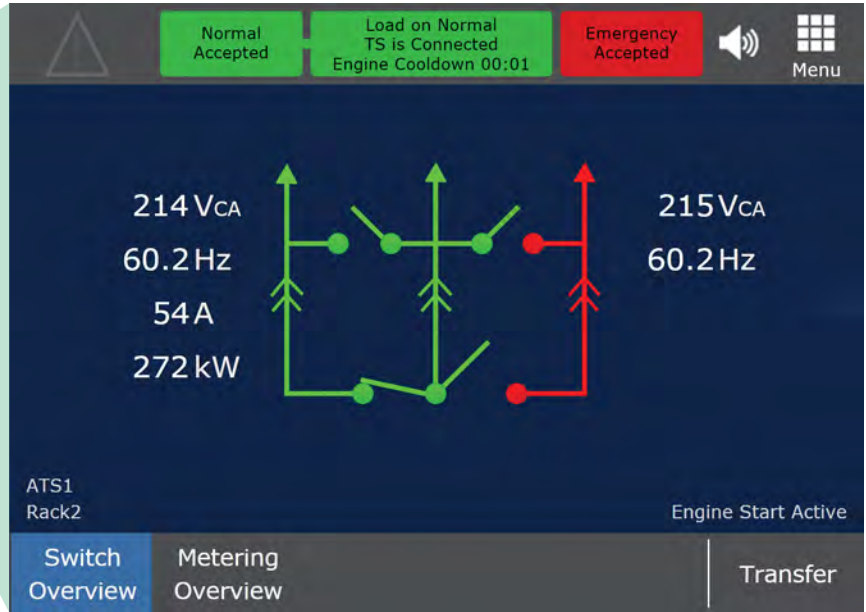 Normal
Accepted
Load on Normal
TS is Connected
Engine Cooldown 00:01
Emergency
Accepted
Menu
214 VCA
60.2 Hz
54 A
272 kW
215 VCA
60.2 Hz
ATS1
Rack2
Engine Start Active
Switch
Overview
Metering
Overview
Transfer